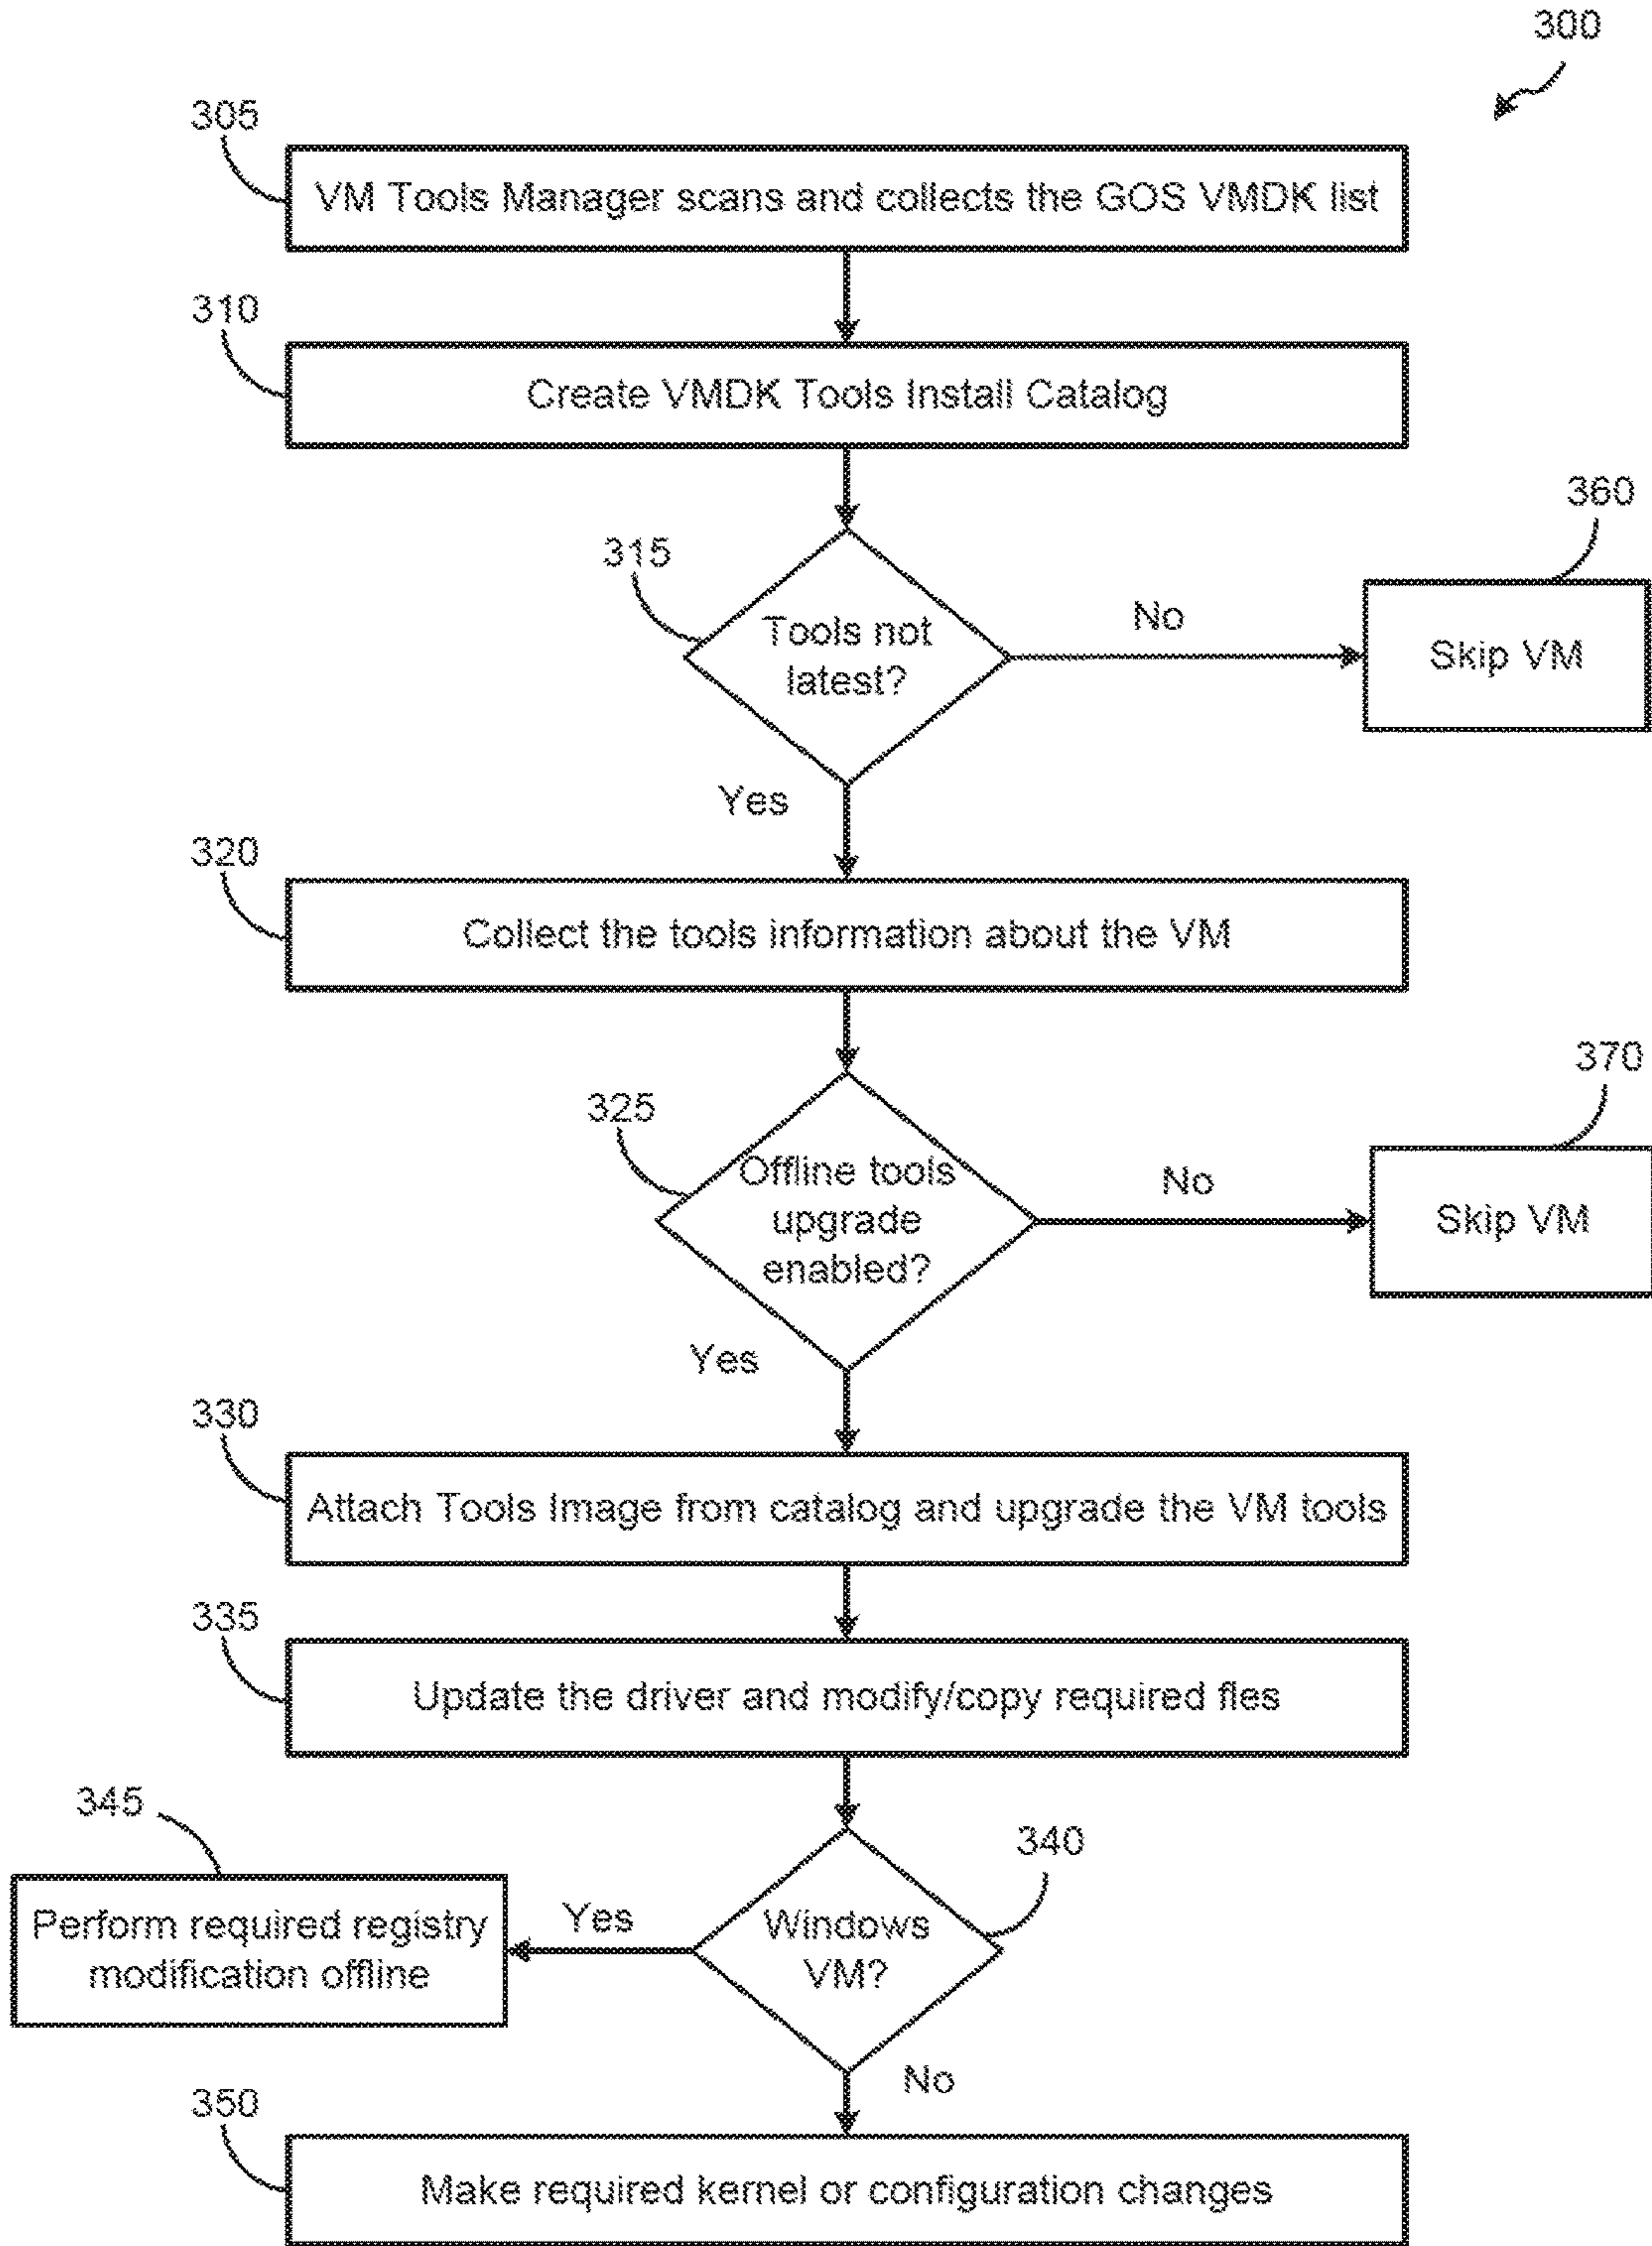 300
305
VM Tools Manager scans and collects the GOS VMDK list
310
Create VMDK Tools Install Catalog
315
Tools not
latest?
No
360
Skip VM
Yes
320
Collect the tools information about the VM
325
Offline tools
upgrade
enabled?
No
370
Skip VM
Yes
330
Attach Tools Image from catalog and upgrade the VM tools
335
Update the driver and modify/copy required fles
340
Windows
VM?
Yes
345
Perform required registry
modification offline
No
350
Make required kernel or configuration changes